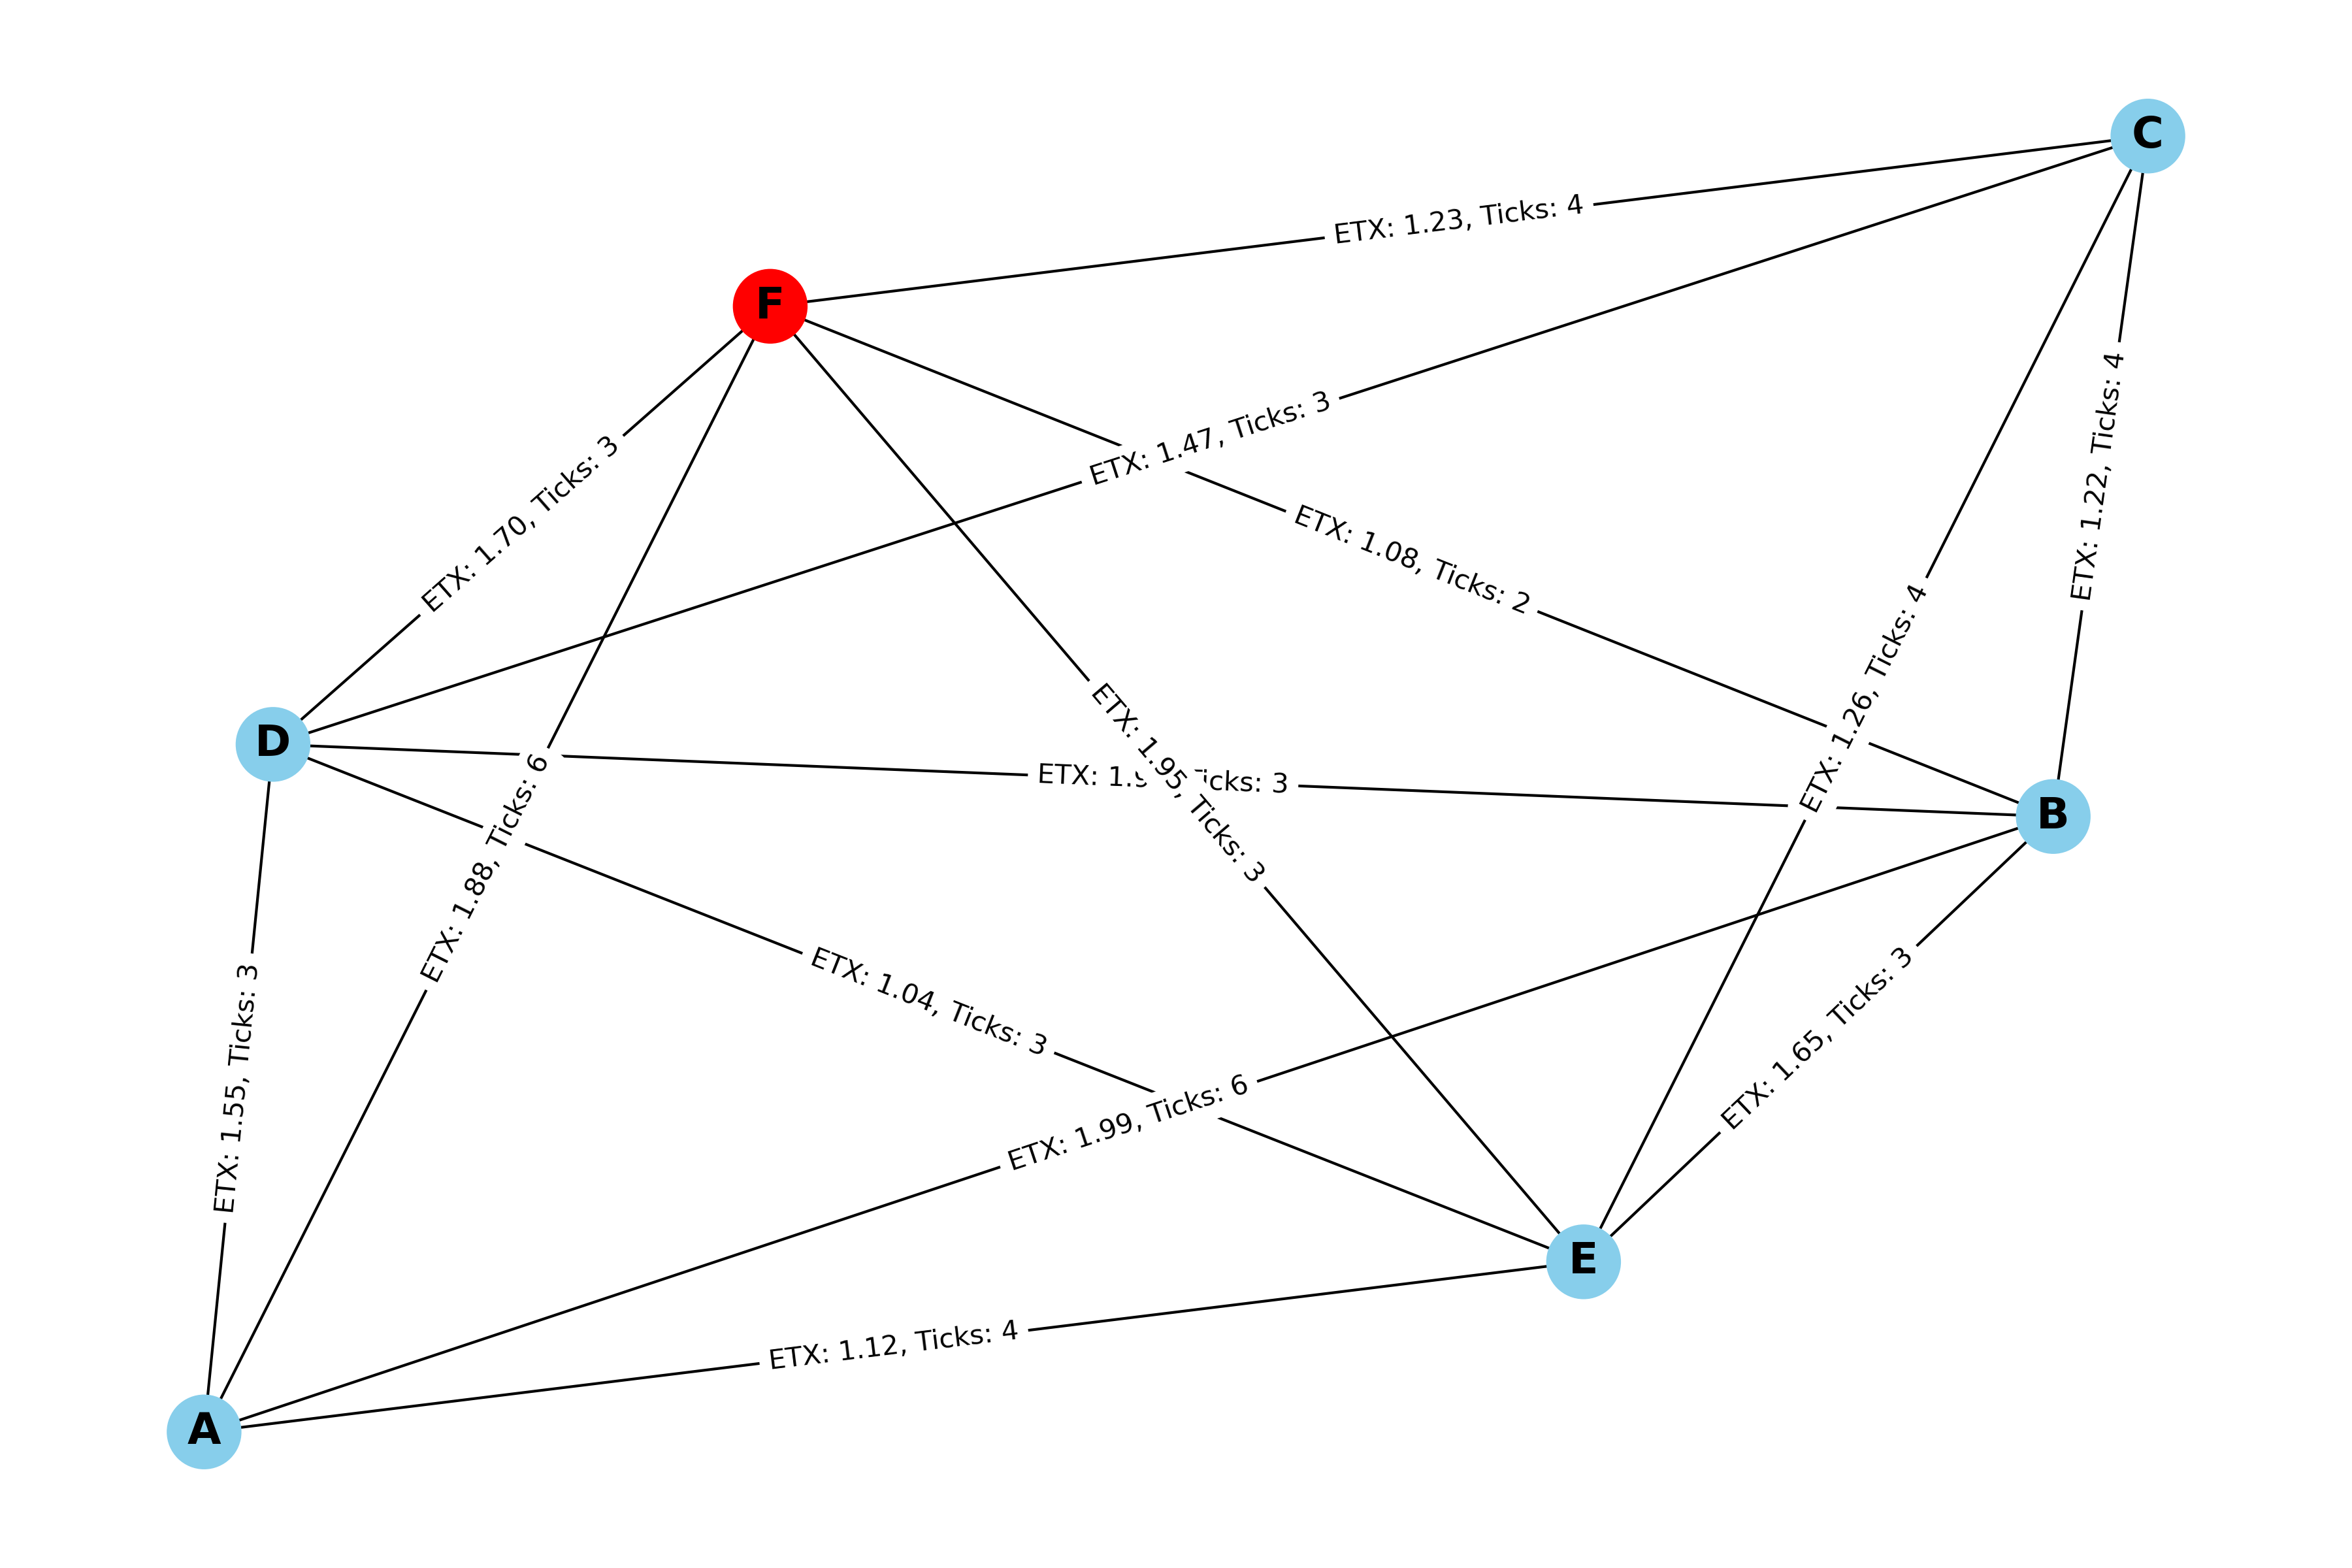 C
ETX: 1.23, Ticks: 4
F
ETX: 1.22, Ticks: 4
ETX: 1.47, Ticks: 3
ETX: 1.70, Ticks: 3
ETX: 1.08, Ticks: 2
ETX: 1.26, Ticks: 4
D
ETX: 3
ETX: 1.95, Ticks: 3
B
ETX: 1.88, Ticks: 6
ETX: 1.04, Ticks: 3
ETX: 1.65, Ticks: 3
ETX: 1.55, Ticks: 3
ETX: 1.99, Ticks: 6
E
ETX: 1.12, Ticks: 4
A